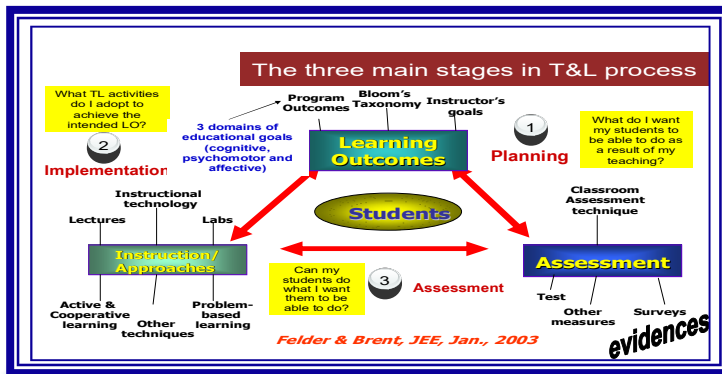 The three main stages in T&L process
What TL activities
do I adopt to
achieve the
intended LO?
2
Implementation
3 domains of
educational goals
(cognitive,
psychomotor and
affective)
Program
Outcomes
Bloom's
Taxonomy
Instructor's
goals
Learning
Outcomes
1
Planning
What do I want
my students to
be able to do as
a result of my
teaching?
Students
Instructional
technology
Lectures
Labs
Instruction/
Approaches
Active &
Cooperative
learning
Other
techniques
Problem-
based
learning
Can my
students do
what I want
them to be
able to do?
3
Assessment
Classroom
Assessment
technique
Assessment
Test
Other
measures
Surveys
evidences
Felder & Brent, JEE, Jan., 2003